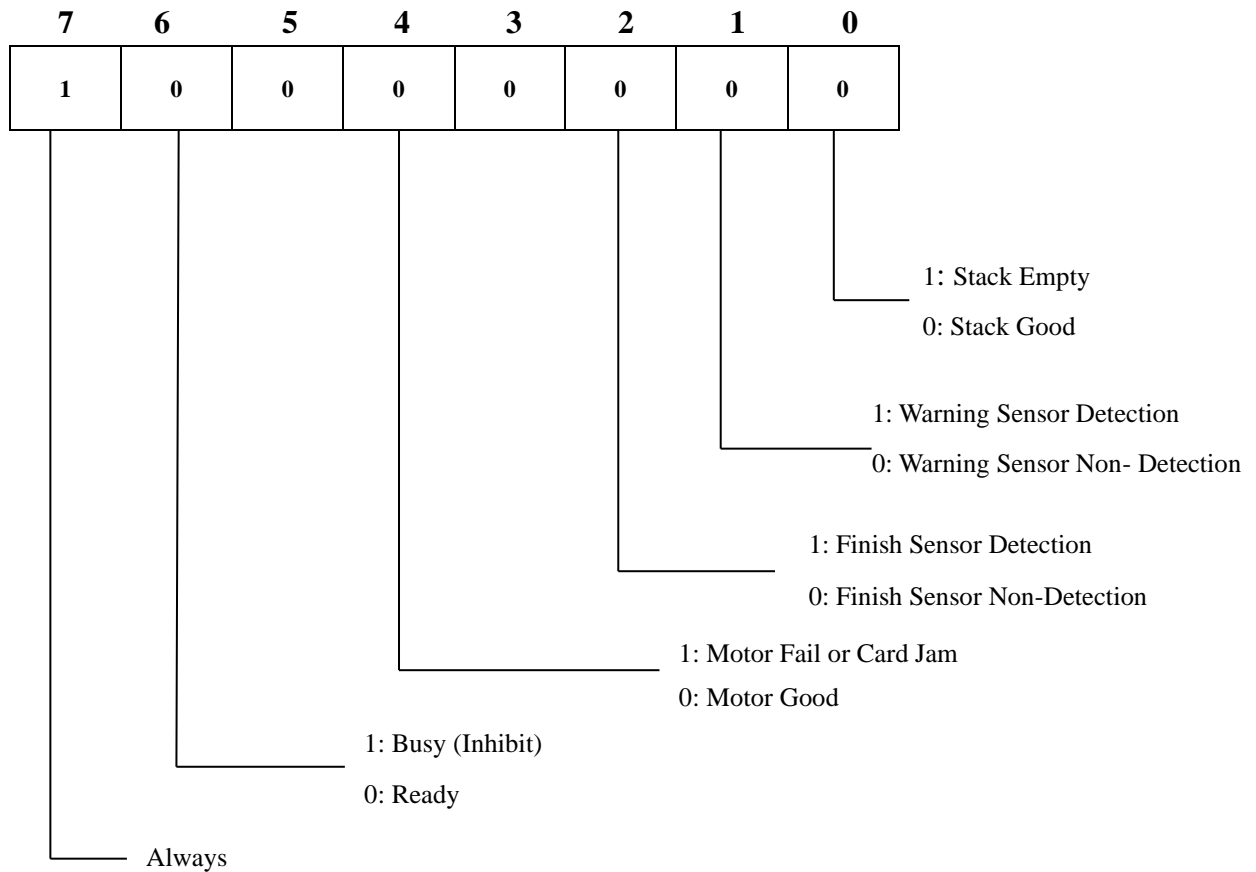 7 6 5 4 3 2 1 0
1 0 0 0 0 0 0 0
1: Stack Empty
0: Stack Good
1: Warning Sensor Detection
0: Warning Sensor Non- Detection
1: Finish Sensor Detection
0: Finish Sensor Non-Detection
1: Motor Fail or Card Jam
0: Motor Good
1: Busy (Inhibit)
0: Ready
Always